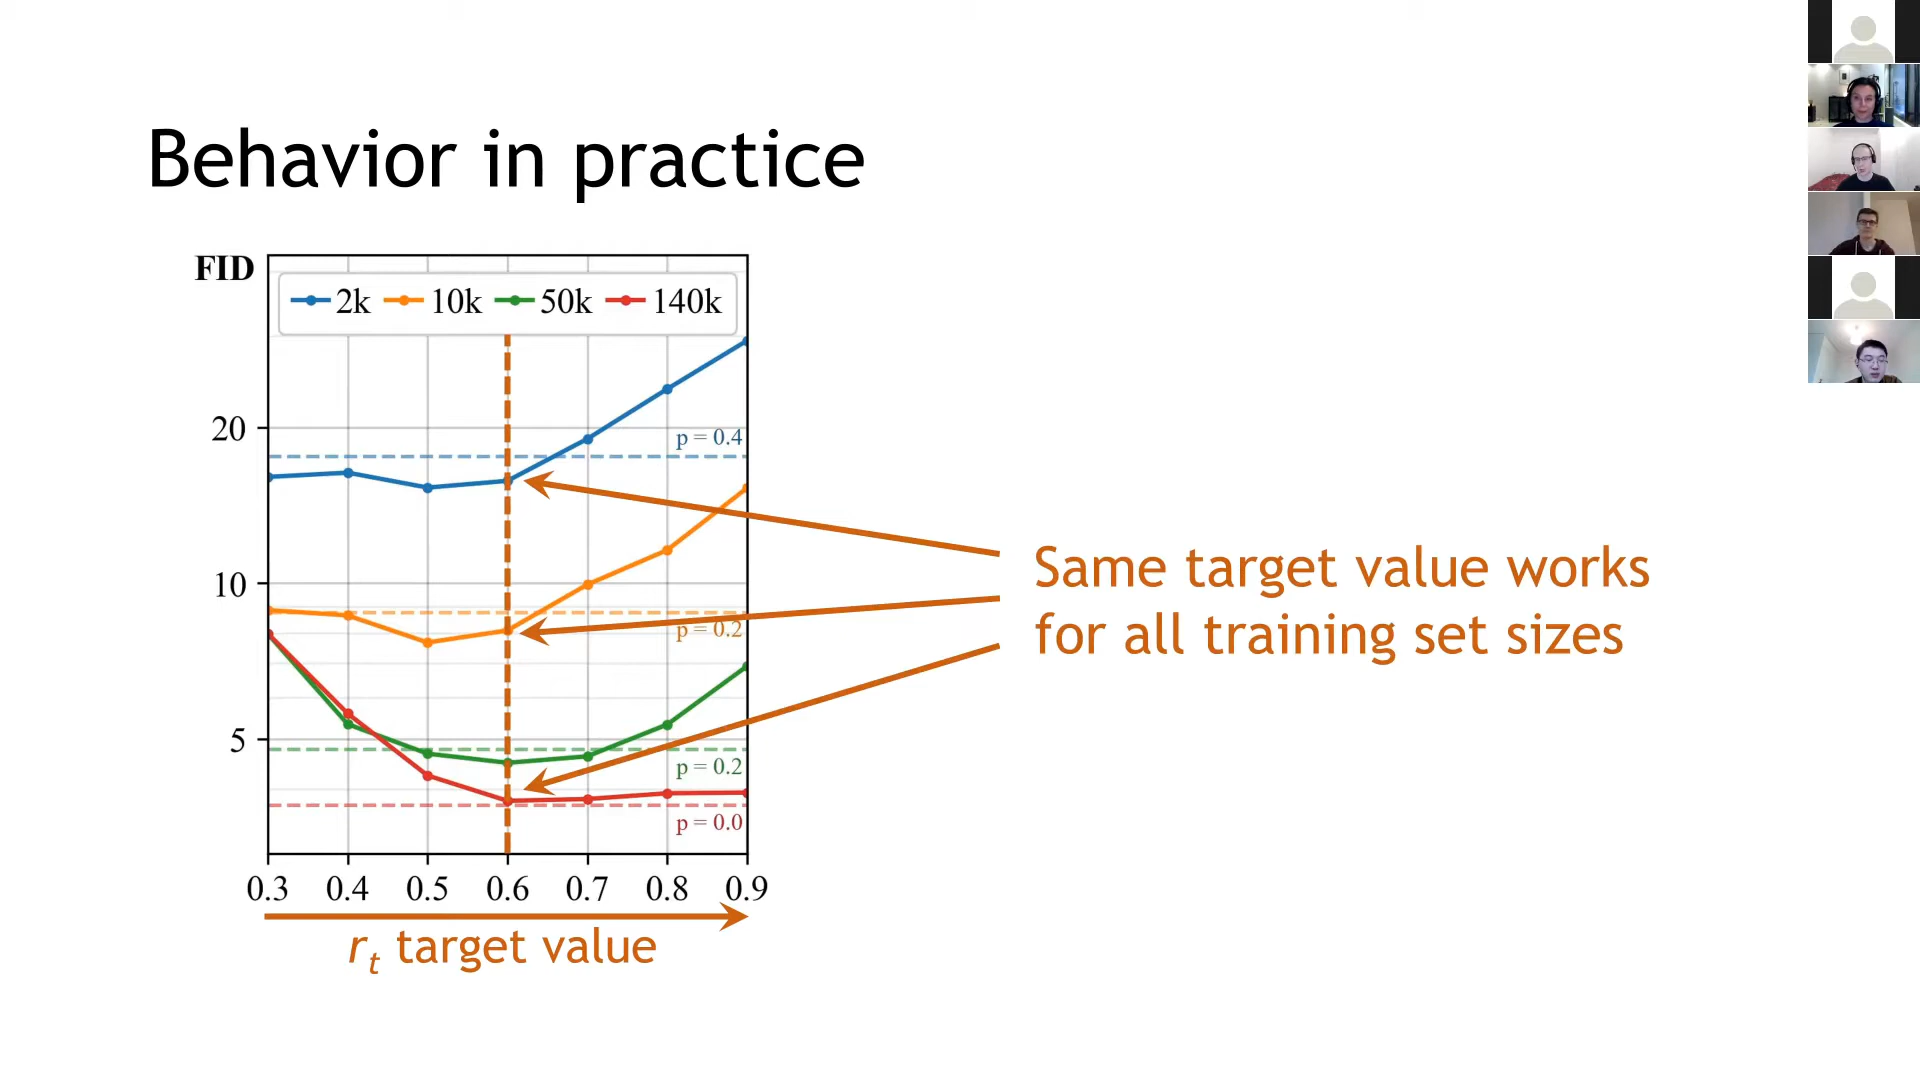 Behavior in practice
FID
2k 10k 50k 140k
20
10
5
p = 0.4
p = 0.2
p = 0.2
p = 0.0
0.3 0.4 0.5 0.6 0.7 0.8 0.9
rt target value
Same target value works
for all training set sizes